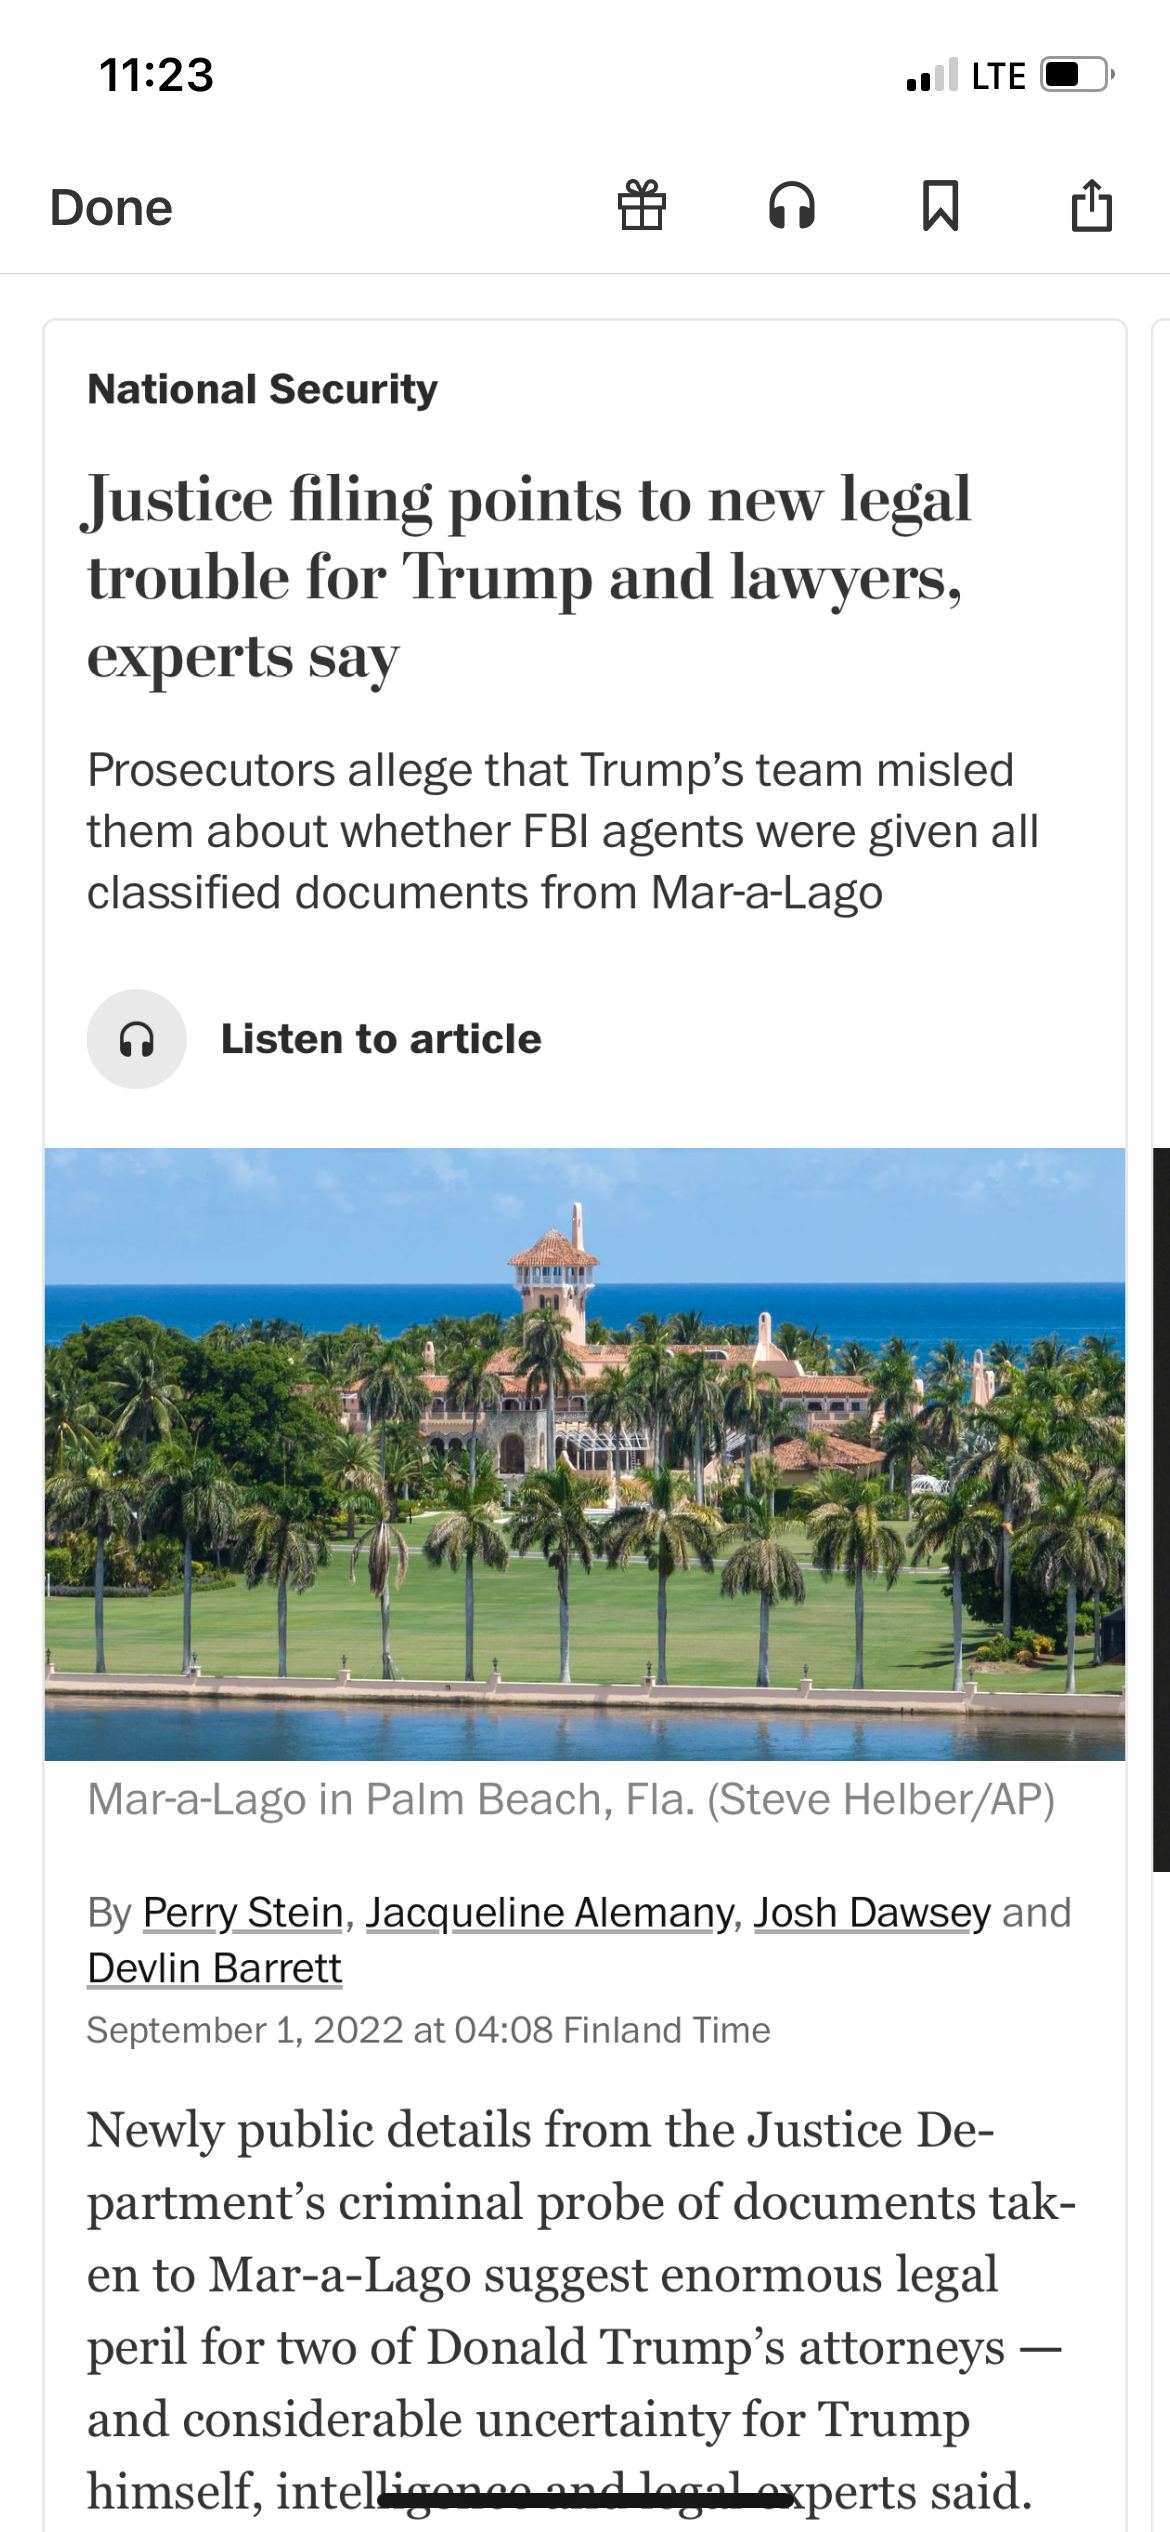 11:23
LTE
Done
National Security
Justice filing points to new legal
trouble for Trump and lawyers,
experts say
Prosecutors allege that Trump’s team misled
them about whether FBI agents were given all
classified documents from Mar-a-Lago
Listen to article
Mar-a-Lago in Palm Beach, Fla. (Steve Helber/AP)
By Perry Stein, Jacqueline Alemany, Josh Dawsey and
Devlin Barrett
September 1, 2022 at 04:08 Finland Time
Newly public details from the Justice De-
partment’s criminal probe of documents tak-
en to Mar-a-Lago suggest enormous legal
peril for two of Donald Trump’s attorneys —
and considerable uncertainty for Trump
himself, intelligence and legal experts said.